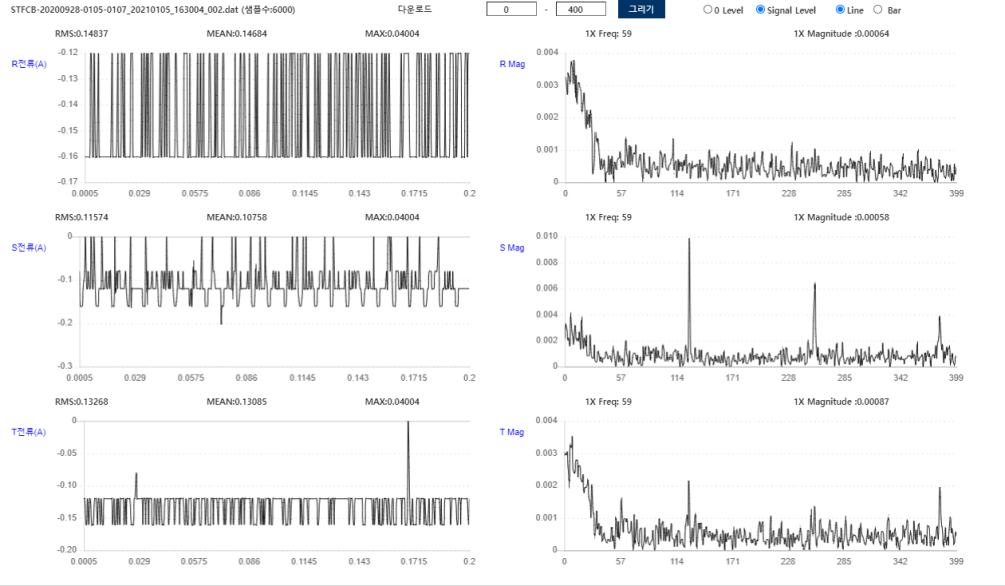 STFCB-20200928-0105-0107_20210105_163004_002.dat (샘플수:6000) 다운로드 0 - 400 그리기 0 Level Signal Level Line Bar
RMS:0.14837 MEAN:0.14684 MAX:0.04004 1X Freq: 59 1X Magnitude :0.00064
R전류(A)
-0.12
-0.13
-0.14
-0.15
-0.16
-0.17
0.0005 0.029 0.0575 0.086 0.1145 0.143 0.1715 0.2
R Mag
0.004
0.003
0.002
0.001
0
0 57 114 171 228 285 342 399
RMS:0.11574 MEAN:0.10758 MAX:0.04004 1X Freq: 59 1X Magnitude :0.00058
S전류(A)
0
-0.1
-0.2
-0.3
0.0005 0.029 0.0575 0.086 0.1145 0.143 0.1715 0.2
S Mag
0.010
0.008
0.006
0.004
0.002
0
0 57 114 171 228 285 342 399
RMS:0.13268 MEAN:0.13085 MAX:0.04004 1X Freq: 59 1X Magnitude :0.00087
T전류(A)
0
-0.05
-0.10
-0.15
-0.20
0.0005 0.029 0.0575 0.086 0.1145 0.143 0.1715 0.2
T Mag
0.004
0.003
0.002
0.001
0
0 57 114 171 228 285 342 399